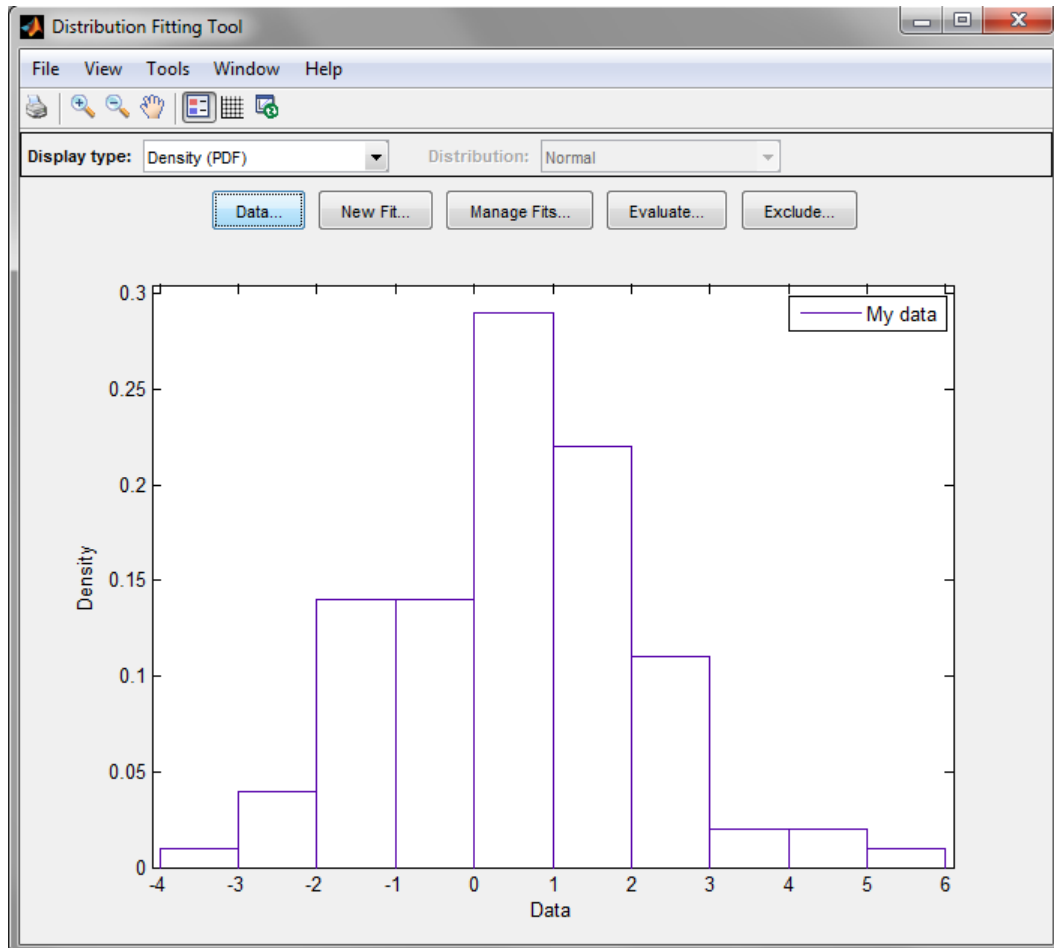 Distribution Fitting Tool
File View Tools Window Help
Display type: Density (PDF) Distribution: Normal
Data... New Fit... Manage Fits... Evaluate... Exclude...
My data
0.3
0.25
0.2
0.15
0.1
0.05
0
Density
-4 -3 -2 -1 0 1 2 3 4 5 6
Data